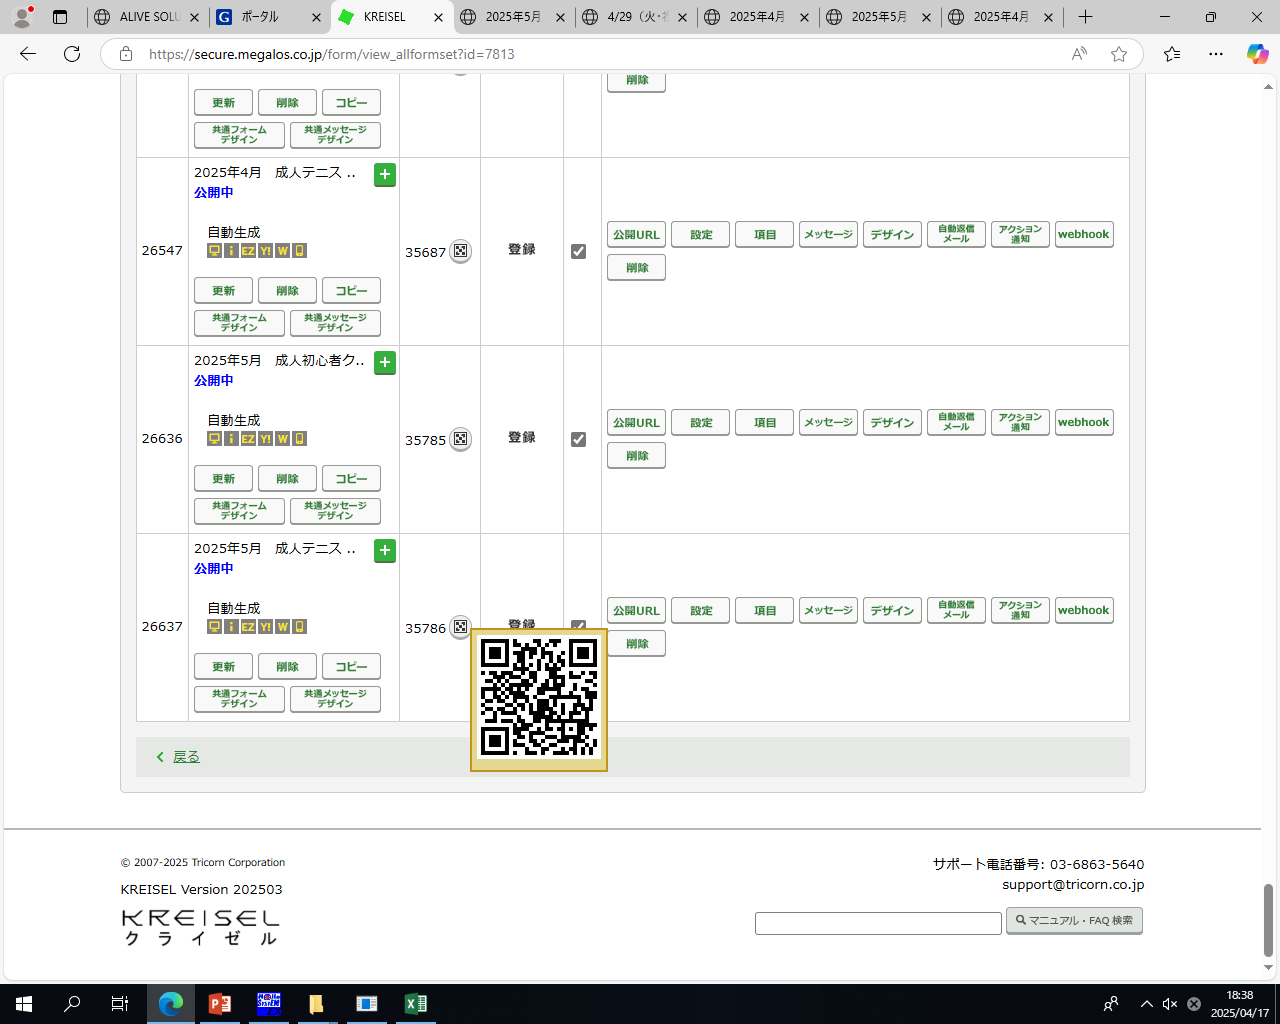 ALIVE SOLU
ポータル
KREISEL
2025年5月
4/29（火･祝
2025年4月
2025年5月
2025年4月
https://secure.megalos.co.jp/form/view_allformset?id=7813
削除
更新 削除 コピー
共通フォーム デザイン 共通メッセージ デザイン
26547
2025年4月　成人テニス ..
公開中
自動生成
i EZ Y! W
更新 削除 コピー
共通フォーム デザイン 共通メッセージ デザイン
35687
登録
公開URL 設定 項目 メッセージ デザイン 自動返信 メール アクション 通知 webhook
削除
26636
2025年5月　成人初心者ク..
公開中
自動生成
i EZ Y! W
更新 削除 コピー
共通フォーム デザイン 共通メッセージ デザイン
35785
登録
公開URL 設定 項目 メッセージ デザイン 自動返信 メール アクション 通知 webhook
削除
26637
2025年5月　成人テニス ..
公開中
自動生成
i EZ Y! W
更新 削除 コピー
共通フォーム デザイン 共通メッセージ デザイン
35786
登録
公開URL 設定 項目 メッセージ デザイン 自動返信 メール アクション 通知 webhook
削除
戻る
© 2007-2025 Tricorn Corporation
KREISEL Version 202503
KREISEL
クライゼル
サポート電話番号: 03-6863-5640
support@tricorn.co.jp
マニュアル・FAQ 検索
18:38
2025/04/17